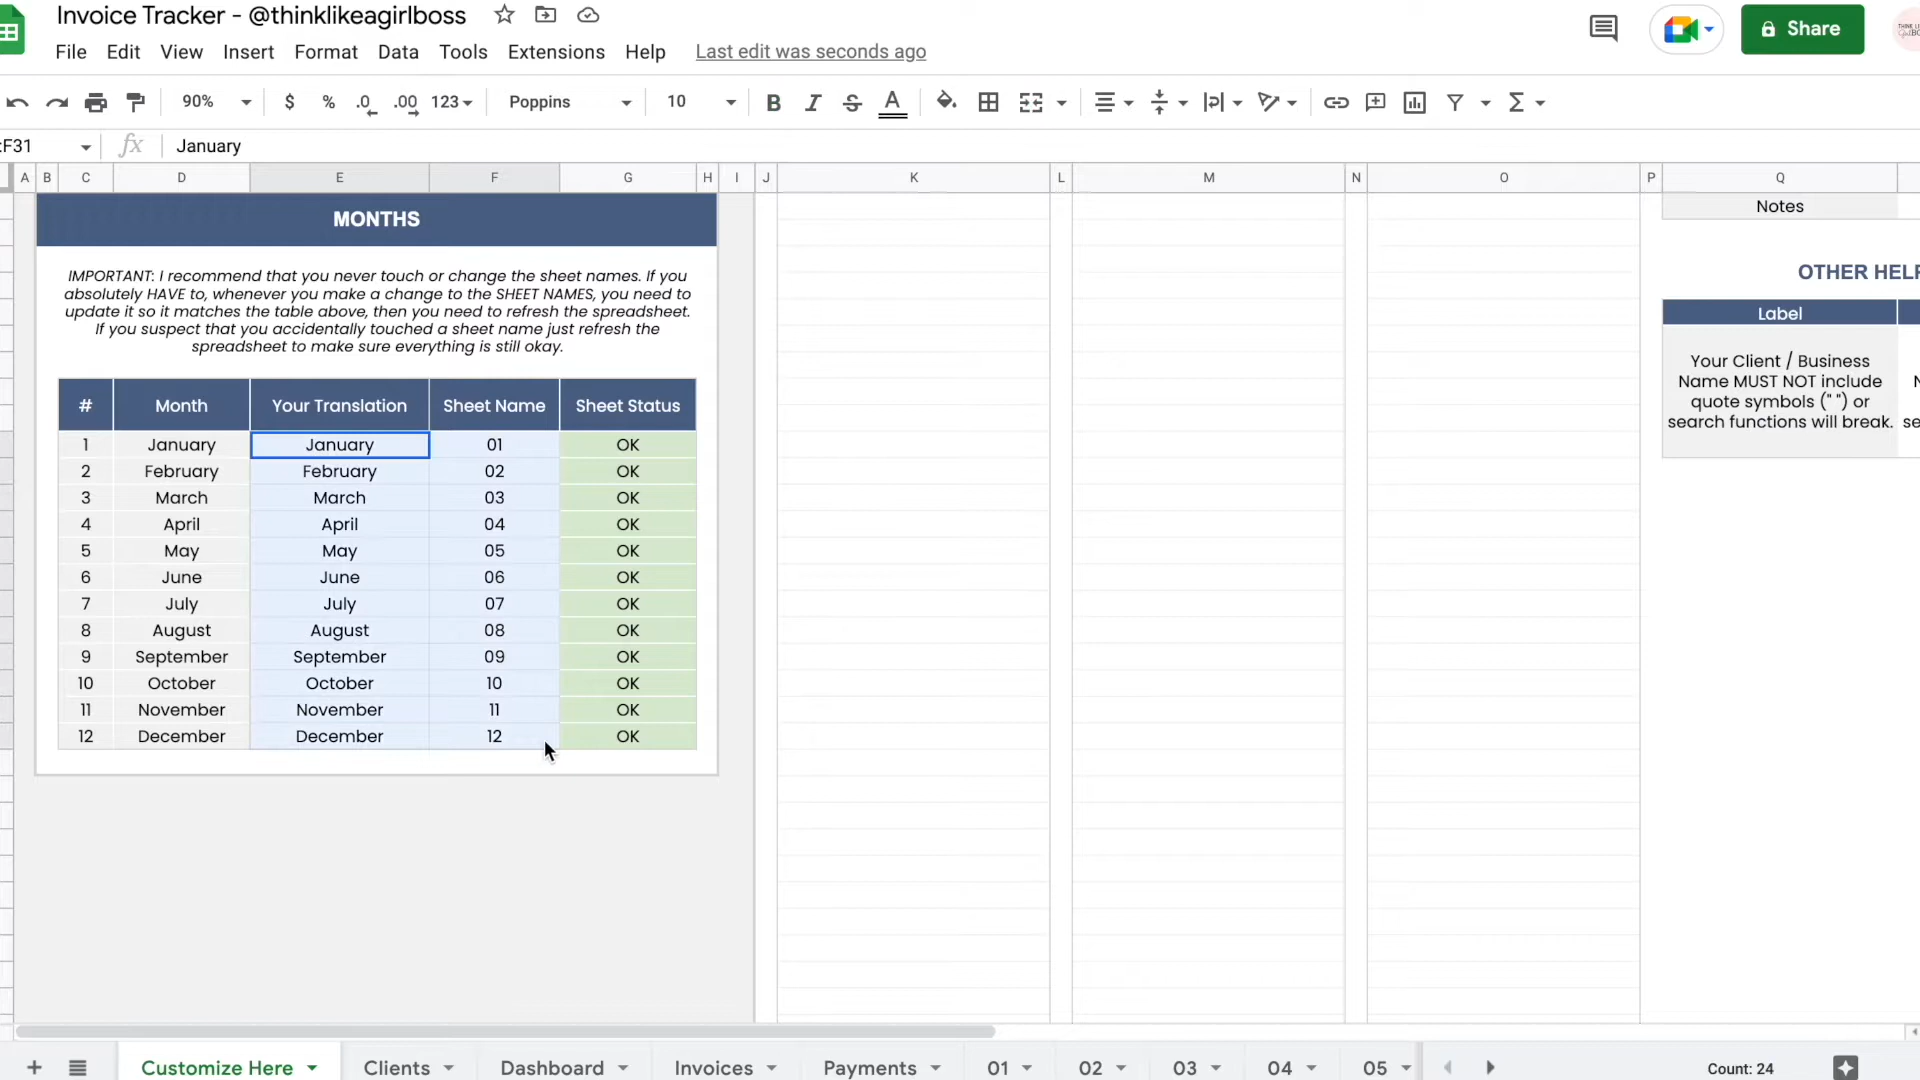 Invoice Tracker - @thinklikeagirlboss
File Edit View Insert Format Data Tools Extensions Help Last edit was seconds ago
Share
90% $ % .0 .00 123 Poppins 10 B I S A Σ
:F31 fx January
A B C D E F G H I J K L M N O P Q
MONTHS
Notes
IMPORTANT: I recommend that you never touch or change the sheet names. If you
absolutely HAVE to, whenever you make a change to the SHEET NAMES, you need to
update it so it matches the table above, then you need to refresh the spreadsheet.
If you suspect that you accidentally touched a sheet name just refresh the
spreadsheet to make sure everything is still okay.
OTHER HELP
Label
Your Client / Business
Name MUST NOT include
quote symbols (" ") or
search functions will break.
# Month Your Translation Sheet Name Sheet Status
1 January January 01 OK
2 February February 02 OK
3 March March 03 OK
4 April April 04 OK
5 May May 05 OK
6 June June 06 OK
7 July July 07 OK
8 August August 08 OK
9 September September 09 OK
10 October October 10 OK
11 November November 11 OK
12 December December 12 OK
+ Customize Here Clients Dashboard Invoices Payments 01 02 03 04 05 Count: 24